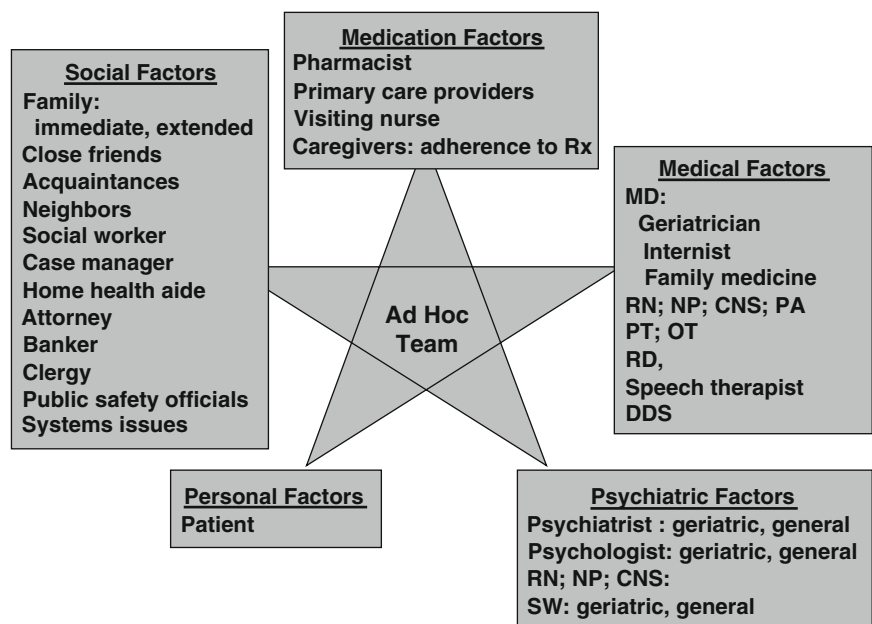 Social Factors
Family:
immediate, extended
Close friends
Acquaintances
Neighbors
Social worker
Case manager
Home health aide
Attorney
Banker
Clergy
Public safety officials
Systems issues
Medication Factors
Pharmacist
Primary care providers
Visiting nurse
Caregivers: adherence to Rx
Medical Factors
MD:
Geriatrician
Internist
Family medicine
RN; NP; CNS; PA
PT; OT
RD,
Speech therapist
DDS
Ad Hoc
Team
Personal Factors
Patient
Psychiatric Factors
Psychiatrist : geriatric, general
Psychologist: geriatric, general
RN; NP; CNS:
SW: geriatric, general